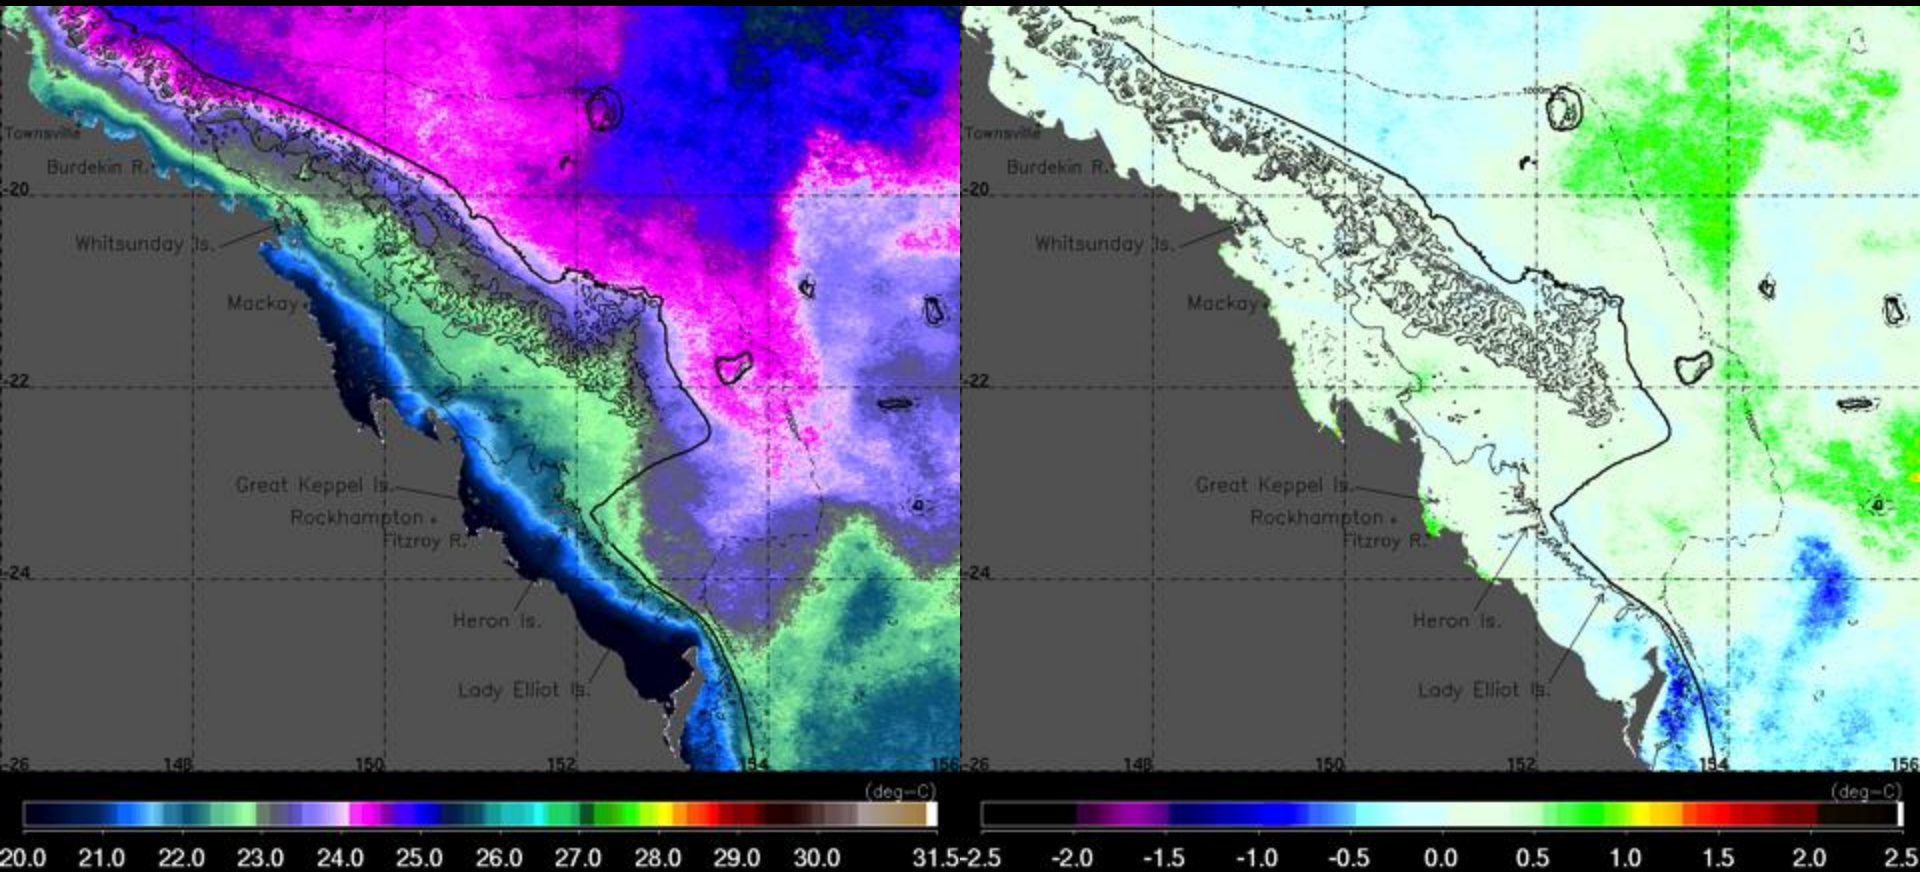 1000m
200m
1000m
Townsville
Burdekin R.
-20
Whitsunday Is.
Mackay
-22
Great Keppel Is.
Rockhampton
Fitzroy R.
-24
Heron Is.
Lady Elliot Is.
-26 148 150 152 154 156
(deg-C)
20.0 21.0 22.0 23.0 24.0 25.0 26.0 27.0 28.0 29.0 30.0 31.5
Townsville
Burdekin R.
-20
Whitsunday Is.
Mackay
-22
Great Keppel Is.
Rockhampton
Fitzroy R.
-24
Heron Is.
Lady Elliot Is.
-26 148 150 152 154 156
(deg-C)
-2.5 -2.0 -1.5 -1.0 -0.5 0.0 0.5 1.0 1.5 2.0 2.5